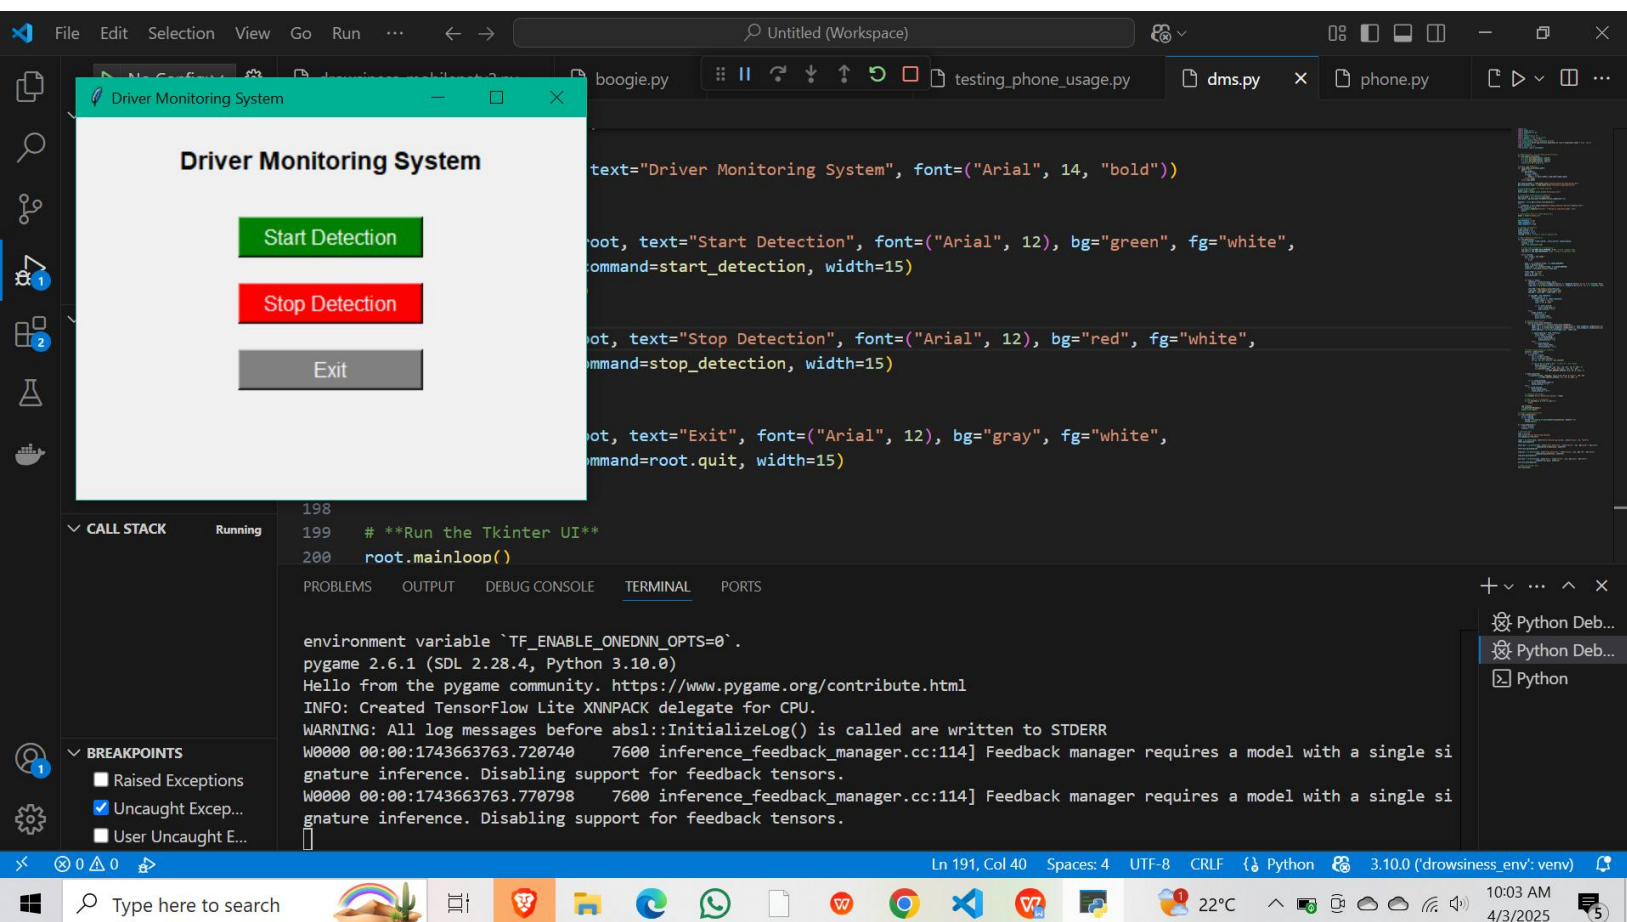 File Edit Selection View Go Run ··· Untitled (Workspace)
boogie.py testing_phone_usage.py dms.py phone.py
Driver Monitoring System
Driver Monitoring System
Start Detection
Stop Detection
Exit
text="Driver Monitoring System", font=("Arial", 14, "bold"))
root, text="Start Detection", font=("Arial", 12), bg="green", fg="white",
command=start_detection, width=15)
ot, text="Stop Detection", font=("Arial", 12), bg="red", fg="white",
mmand=stop_detection, width=15)
ot, text="Exit", font=("Arial", 12), bg="gray", fg="white",
mmand=root.quit, width=15)
198
199 # **Run the Tkinter UI**
200 root.mainloop()
CALL STACK Running
PROBLEMS OUTPUT DEBUG CONSOLE TERMINAL PORTS
environment variable `TF_ENABLE_ONEDNN_OPTS=0`.
pygame 2.6.1 (SDL 2.28.4, Python 3.10.0)
Hello from the pygame community. https://www.pygame.org/contribute.html
INFO: Created TensorFlow Lite XNNPACK delegate for CPU.
WARNING: All log messages before absl::InitializeLog() is called are written to STDERR
W0000 00:00:1743663763.720740 7600 inference_feedback_manager.cc:114] Feedback manager requires a model with a single si
gnature inference. Disabling support for feedback tensors.
W0000 00:00:1743663763.770798 7600 inference_feedback_manager.cc:114] Feedback manager requires a model with a single si
gnature inference. Disabling support for feedback tensors.
Python Deb...
Python Deb...
Python
BREAKPOINTS
Raised Exceptions
Uncaught Excep...
User Uncaught E...
1
2
1
0 0 Ln 191, Col 40 Spaces: 4 UTF-8 CRLF Python 3.10.0 ('drowsiness_env': venv)
Type here to search 22°C 10:03 AM
4/3/2025 5